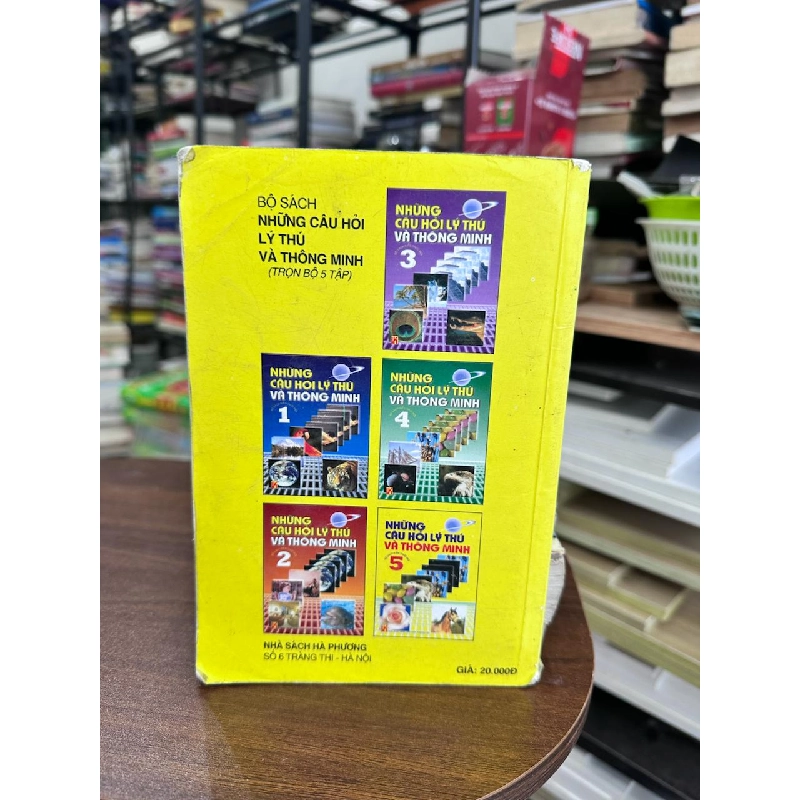 BỘ SÁCH
NHỮNG CÂU HỎI
LÝ THÚ
VÀ THÔNG MINH
(TRỌN BỘ 5 TẬP)
NHỮNG
CÂU HỎI LÝ THÚ
VÀ THÔNG MINH
3
NHỮNG
CÂU HỎI LÝ THÚ
VÀ THÔNG MINH
1
NHỮNG
CÂU HỎI LÝ THÚ
VÀ THÔNG MINH
4
NHỮNG
CÂU HỎI LÝ THÚ
VÀ THÔNG MINH
2
NHỮNG
CÂU HỎI LÝ THÚ
VÀ THÔNG MINH
5
NHÀ SÁCH HÀ PHƯƠNG
SỐ 6 TRÀNG THI - HÀ NỘI
GIÁ: 20.000Đ